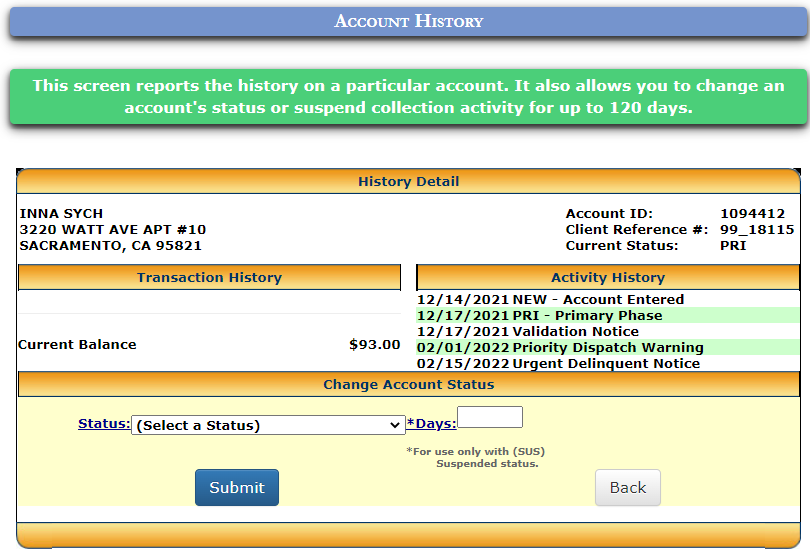 Account History
This screen reports the history on a particular account. It also allows you to change an
account's status or suspend collection activity for up to 120 days.
History Detail
INNA SYCH
3220 WATT AVE APT #10
SACRAMENTO, CA 95821
Account ID: 1094412
Client Reference #: 99_18115
Current Status: PRI
Transaction History
Current Balance $93.00
Activity History
12/14/2021 NEW - Account Entered
12/17/2021 PRI - Primary Phase
12/17/2021 Validation Notice
02/01/2022 Priority Dispatch Warning
02/15/2022 Urgent Delinquent Notice
Change Account Status
Status: (Select a Status) *Days:
*For use only with (SUS)
Suspended status.
Submit Back